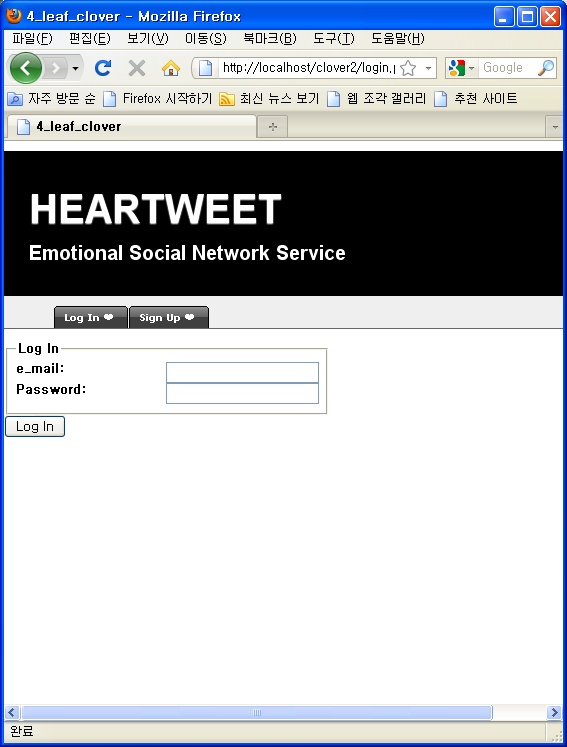 4_leaf_clover - Mozilla Firefox
파일(F) 편집(E) 보기(V) 이동(S) 북마크(B) 도구(T) 도움말(H)
http://localhost/clover2/login. Google
자주 방문 순 Firefox 시작하기 최신 뉴스 보기 웹 조각 갤러리 추천 사이트
4_leaf_clover
HEARTWEET
Emotional Social Network Service
Log In ❤ Sign Up ❤
Log In
e_mail:
Password:
Log In
완료